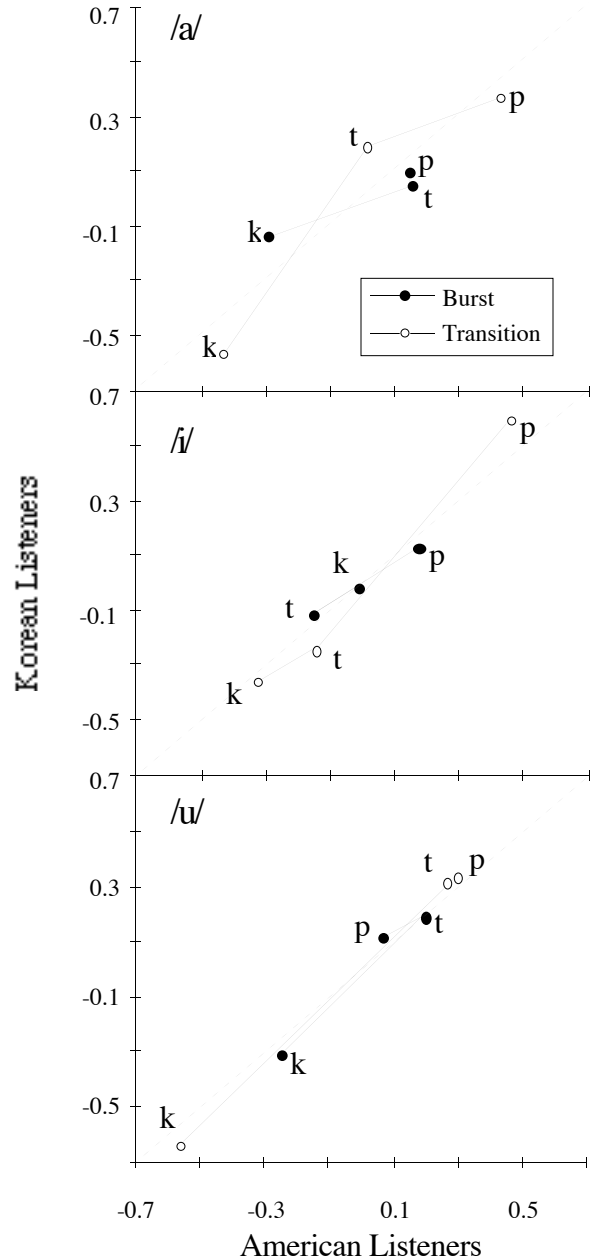 0.7
/a/
p
t
0.3
p
t
k
-0.1
Burst
Transition
k
-0.5
0.7
/i/
p
0.3
k
p
t
-0.1
t
k
-0.5
Korean Listeners
0.7
/u/
t p
0.3
p t
-0.1
k
k
-0.5
-0.7 -0.3 0.1 0.5
American Listeners